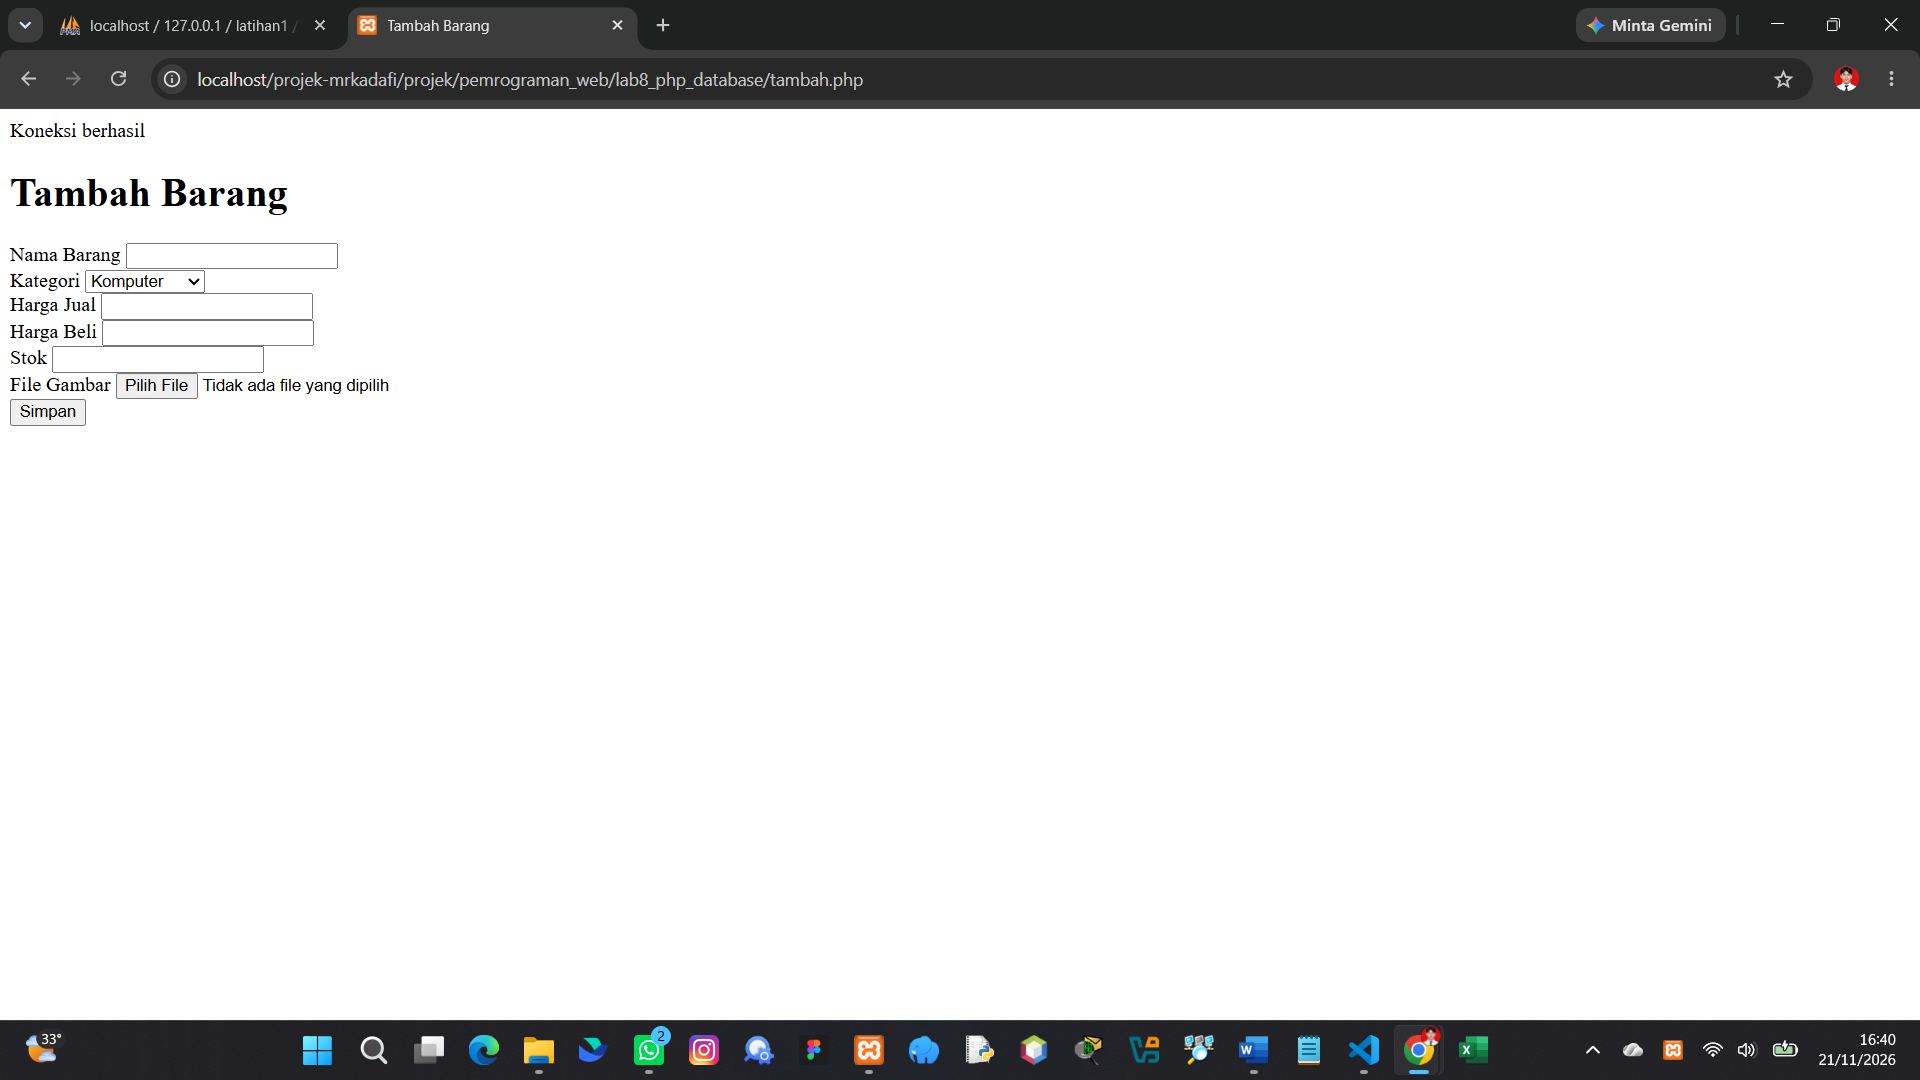 localhost / 127.0.0.1 / latihan1 /
Tambah Barang
Minta Gemini
localhost/projek-mrkadafi/projek/pemrograman_web/lab8_php_database/tambah.php
Koneksi berhasil
Tambah Barang
Nama Barang
Kategori Komputer
Harga Jual
Harga Beli
Stok
File Gambar Pilih File Tidak ada file yang dipilih
Simpan
33°
2
16:40
21/11/2026